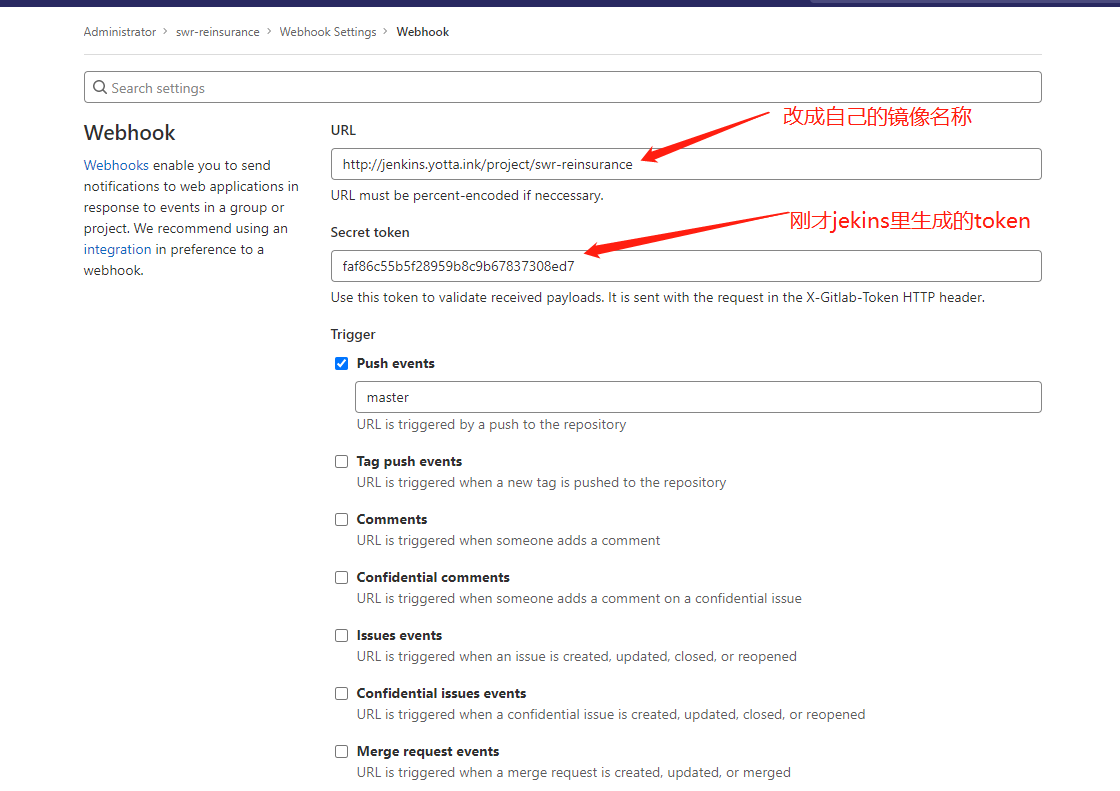 Administrator > swr-reinsurance > Webhook Settings > Webhook
Search settings
Webhook
Webhooks enable you to send
notifications to web applications in
response to events in a group or
project. We recommend using an
integration in preference to a
webhook.
URL
改成自己的镜像名称
http://jenkins.yotta.ink/project/swr-reinsurance
URL must be percent-encoded if neccessary.
Secret token
刚才jekins里生成的token
faf86c55b5f28959b8c9b67837308ed7
Use this token to validate received payloads. It is sent with the request in the X-Gitlab-Token HTTP header.
Trigger
Push events
master
URL is triggered by a push to the repository
Tag push events
URL is triggered when a new tag is pushed to the repository
Comments
URL is triggered when someone adds a comment
Confidential comments
URL is triggered when someone adds a comment on a confidential issue
Issues events
URL is triggered when an issue is created, updated, closed, or reopened
Confidential issues events
URL is triggered when a confidential issue is created, updated, closed, or reopened
Merge request events
URL is triggered when a merge request is created, updated, or merged